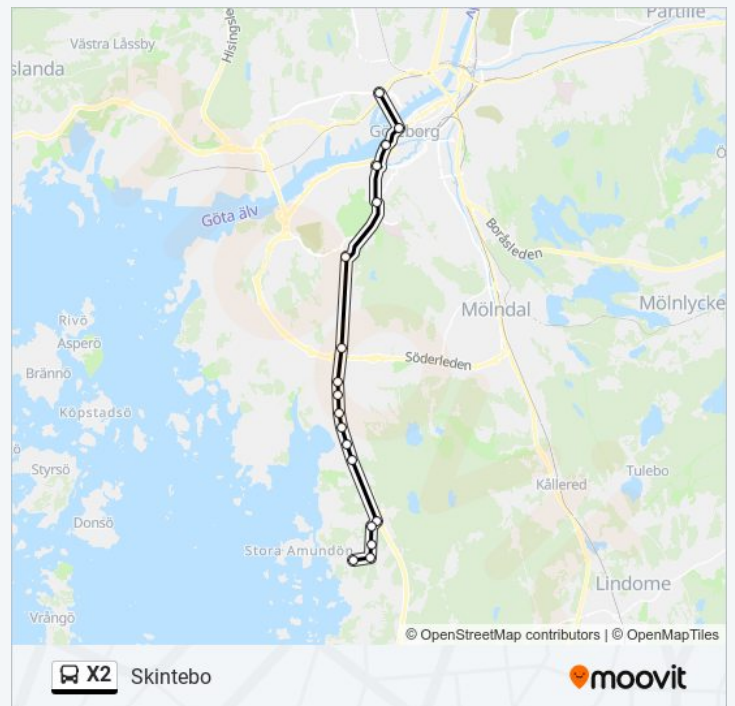 Partille
Västra Låssby
Hisingsle
slanda
Göteborg
Ö
Göta älv
Boråsleden
Mölndal
Mölnlycke
Rivö
Asperö
Brännö
Söderleden
Köpstadsö
ö
Styrsö
Tulebo
Kållered
Donsö
Stora Amundön
Lindome
Vrångö
© OpenStreetMap contributors | © OpenMapTiles
X2 Skintebo
moovit